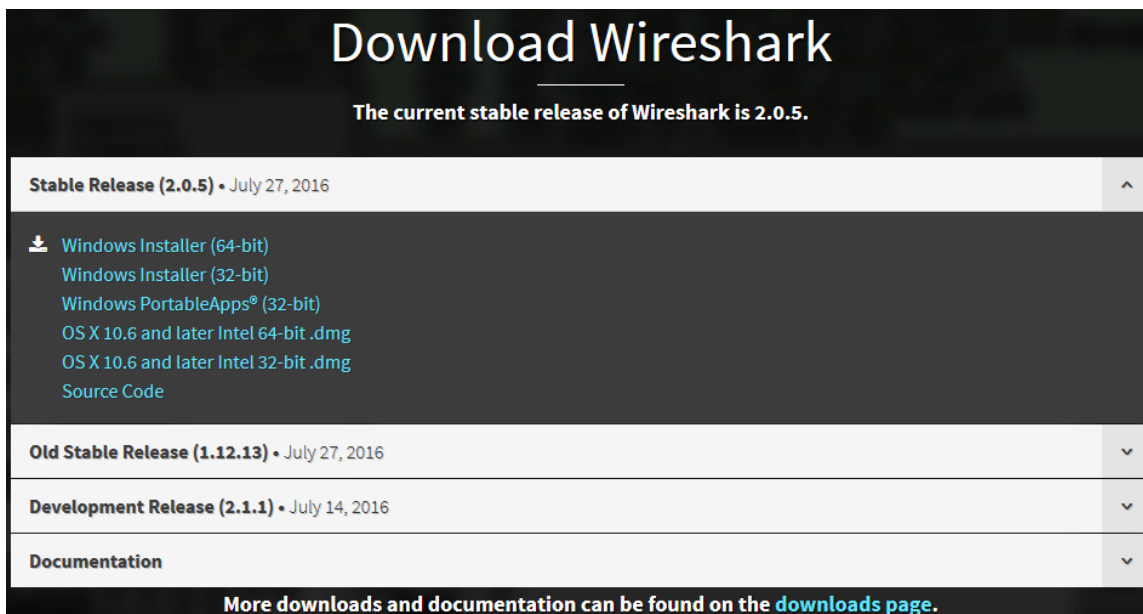 Download Wireshark
The current stable release of Wireshark is 2.0.5.
Stable Release (2.0.5) • July 27, 2016
Windows Installer (64-bit)
Windows Installer (32-bit)
Windows PortableApps® (32-bit)
OS X 10.6 and later Intel 64-bit .dmg
OS X 10.6 and later Intel 32-bit .dmg
Source Code
Old Stable Release (1.12.13) • July 27, 2016
Development Release (2.1.1) • July 14, 2016
Documentation
More downloads and documentation can be found on the downloads page.